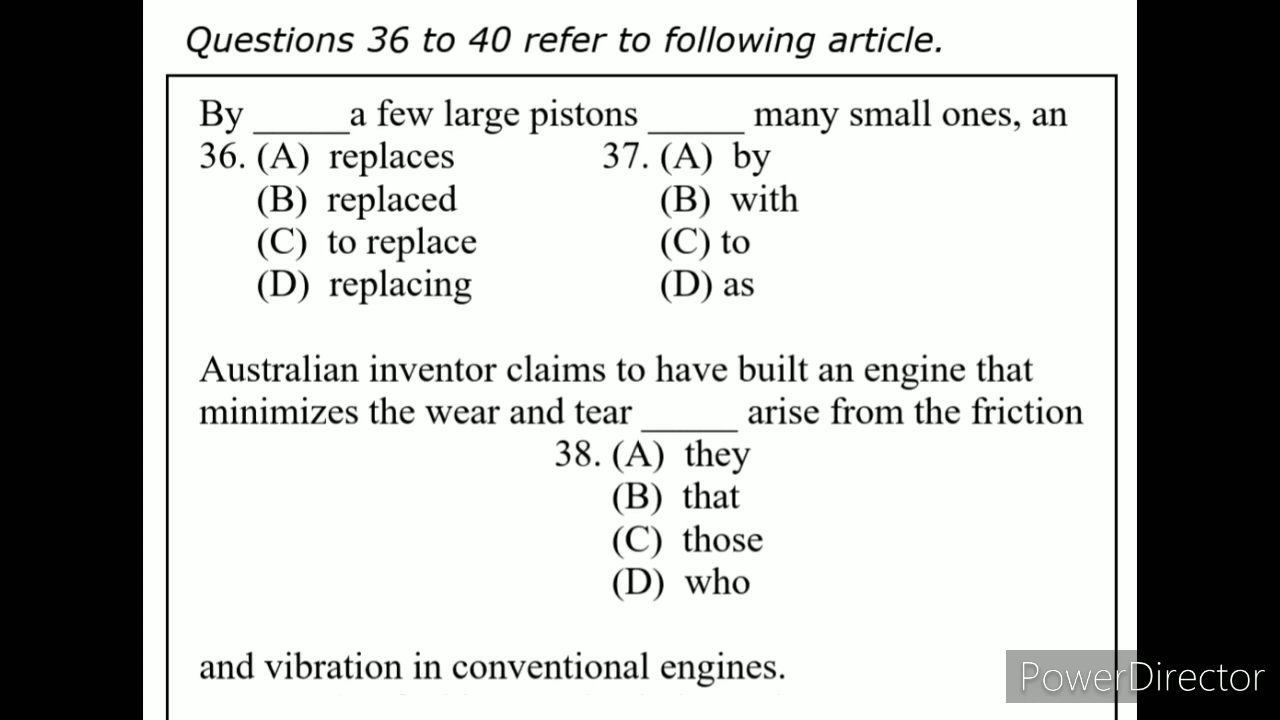 Questions 36 to 40 refer to following article.
By _____a few large pistons _____ many small ones, an
36. (A) replaces 37. (A) by
(B) replaced (B) with
(C) to replace (C) to
(D) replacing (D) as
Australian inventor claims to have built an engine that
minimizes the wear and tear _____ arise from the friction
38. (A) they
(B) that
(C) those
(D) who
and vibration in conventional engines.
PowerDirector